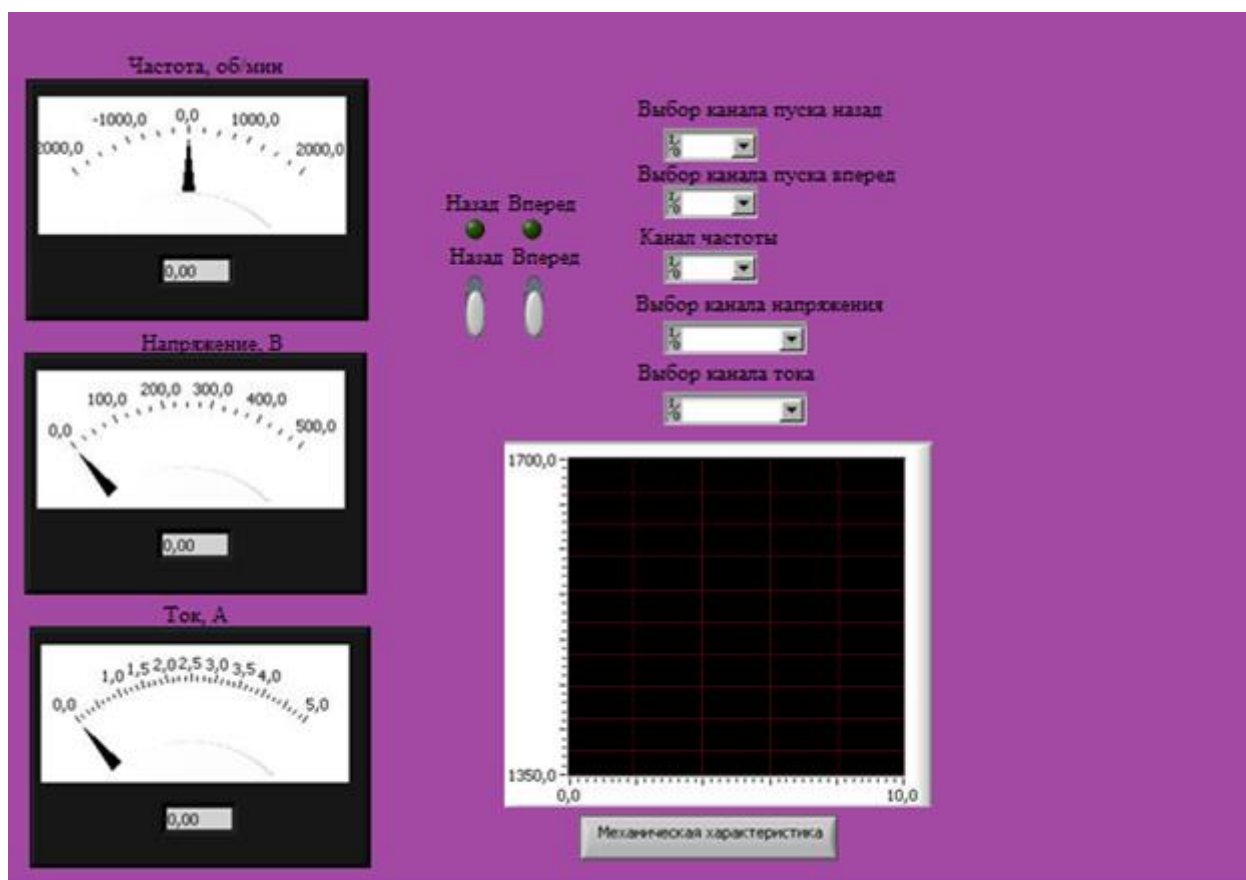 Частота, об/мин
-1000,0 0,0 1000,0
2000,0 2000,0
0,00
Напряжение, В
0,0 100,0 200,0 300,0 400,0 500,0
0,00
Ток, А
0,0 1,0 1,5 2,0 2,5 3,0 3,5 4,0 5,0
0,00
Назад Вперед
Назад Вперед
Выбор канала пуска назад
Выбор канала пуска вперед
Канал частоты
Выбор канала напряжения
Выбор канала тока
1700,0
1350,0
0,0 10,0
Механическая характеристика